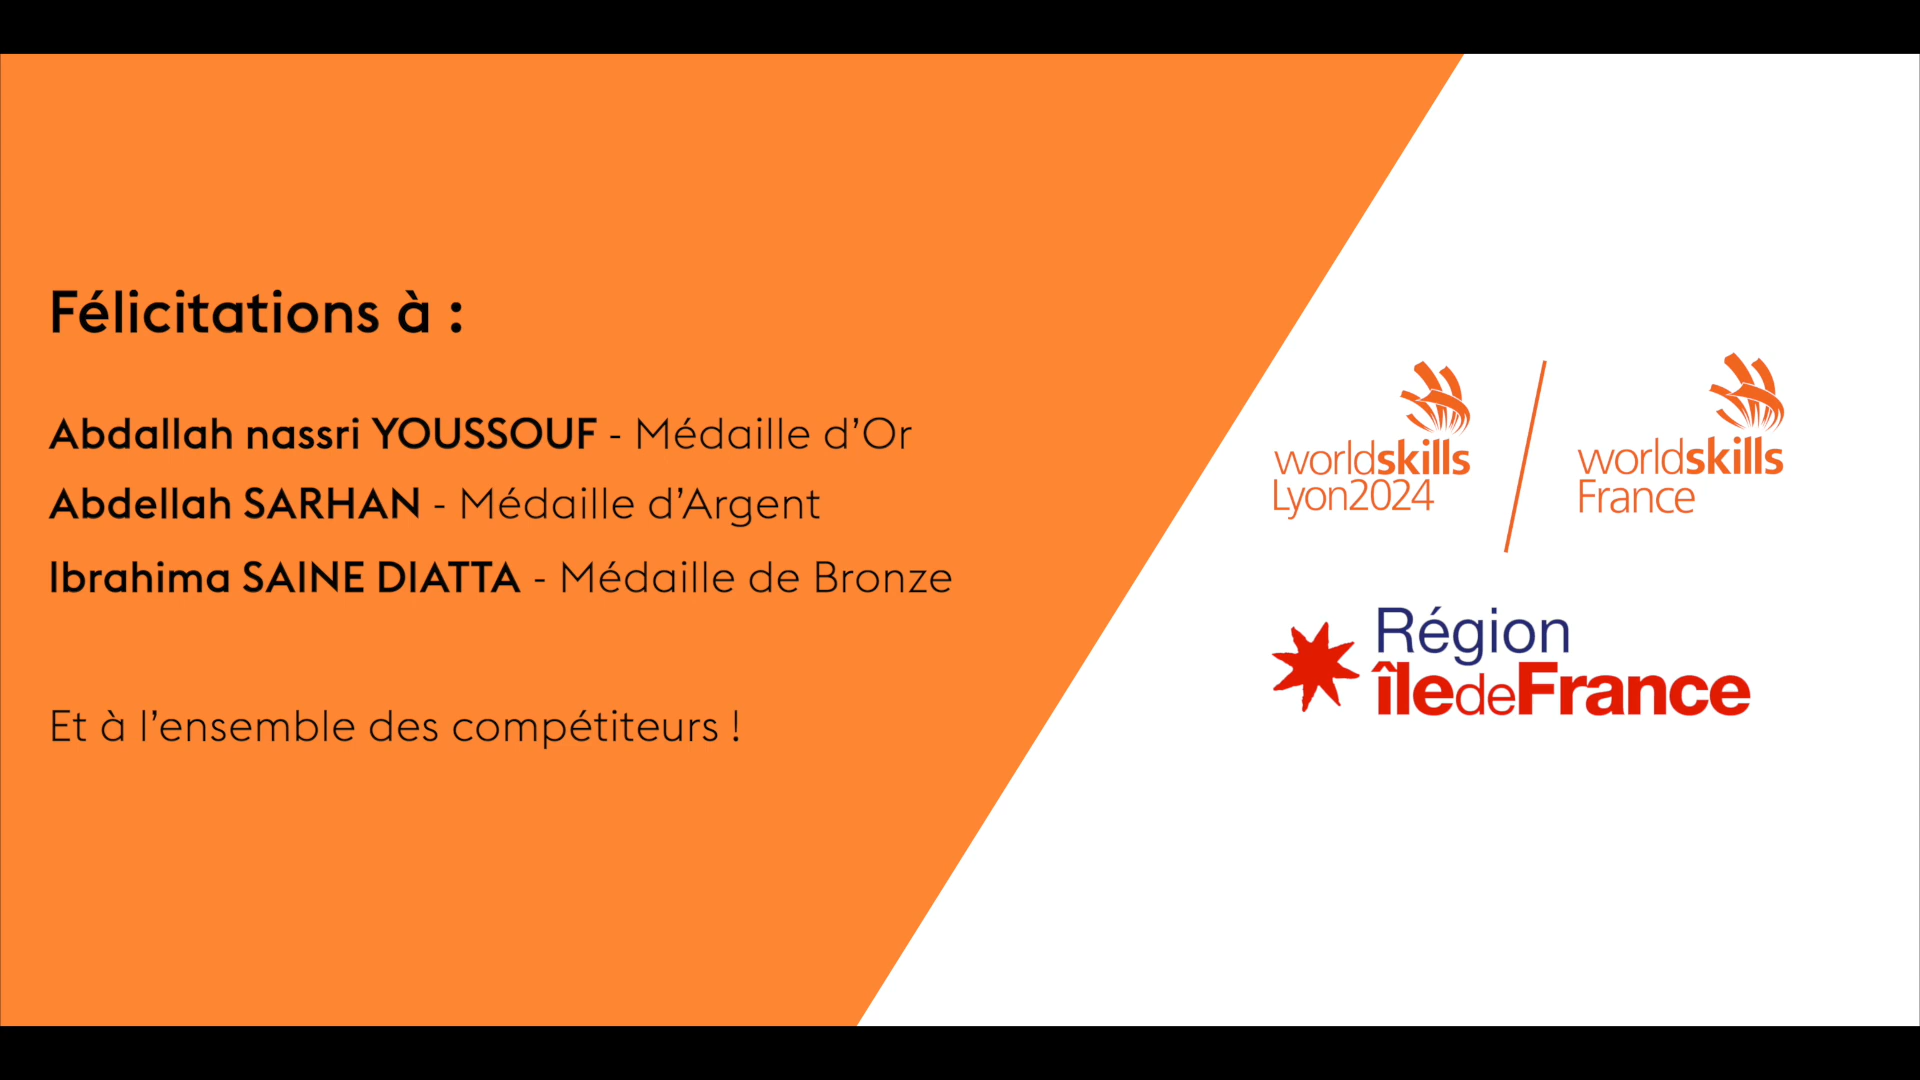 Félicitations à :
Abdallah nassri YOUSSOUF - Médaille d’Or
Abdellah SARHAN - Médaille d’Argent
Ibrahima SAINE DIATTA - Médaille de Bronze
Et à l’ensemble des compétiteurs !
worldskills
Lyon2024
worldskills
France
Région
îledeFrance